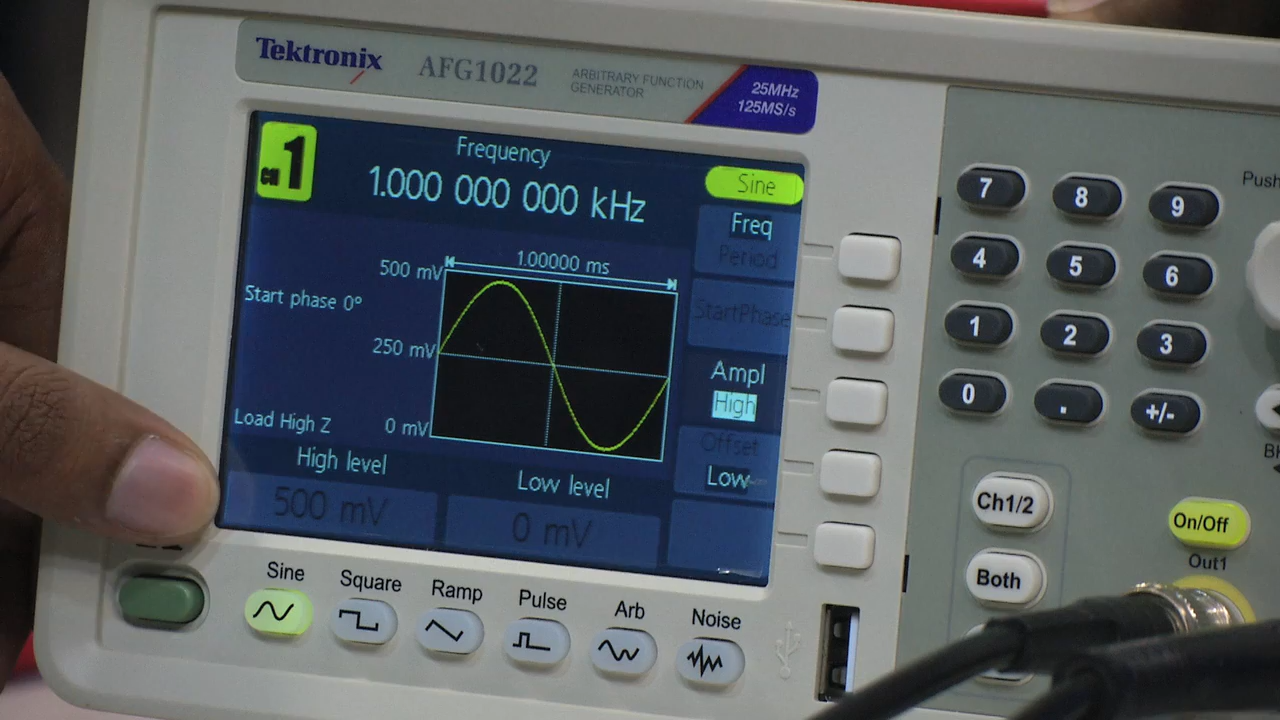 Tektronix AFG1022 ARBITRARY FUNCTION GENERATOR
25MHz
125MS/s
Ch 1
Frequency
1.000 000 000 kHz
Sine
Freq
Period
1.00000 ms
500 mV
Start phase 0°
StartPhase
250 mV
Ampl
High
Load High Z
0 mV
Offset
Low
High level
Low level
500 mV
0 mV
Sine
Square
Ramp
Pulse
Arb
Noise
7 8 9
4 5 6
1 2 3
0 . +/-
Push
Ch1/2
Both
On/Off
Out1